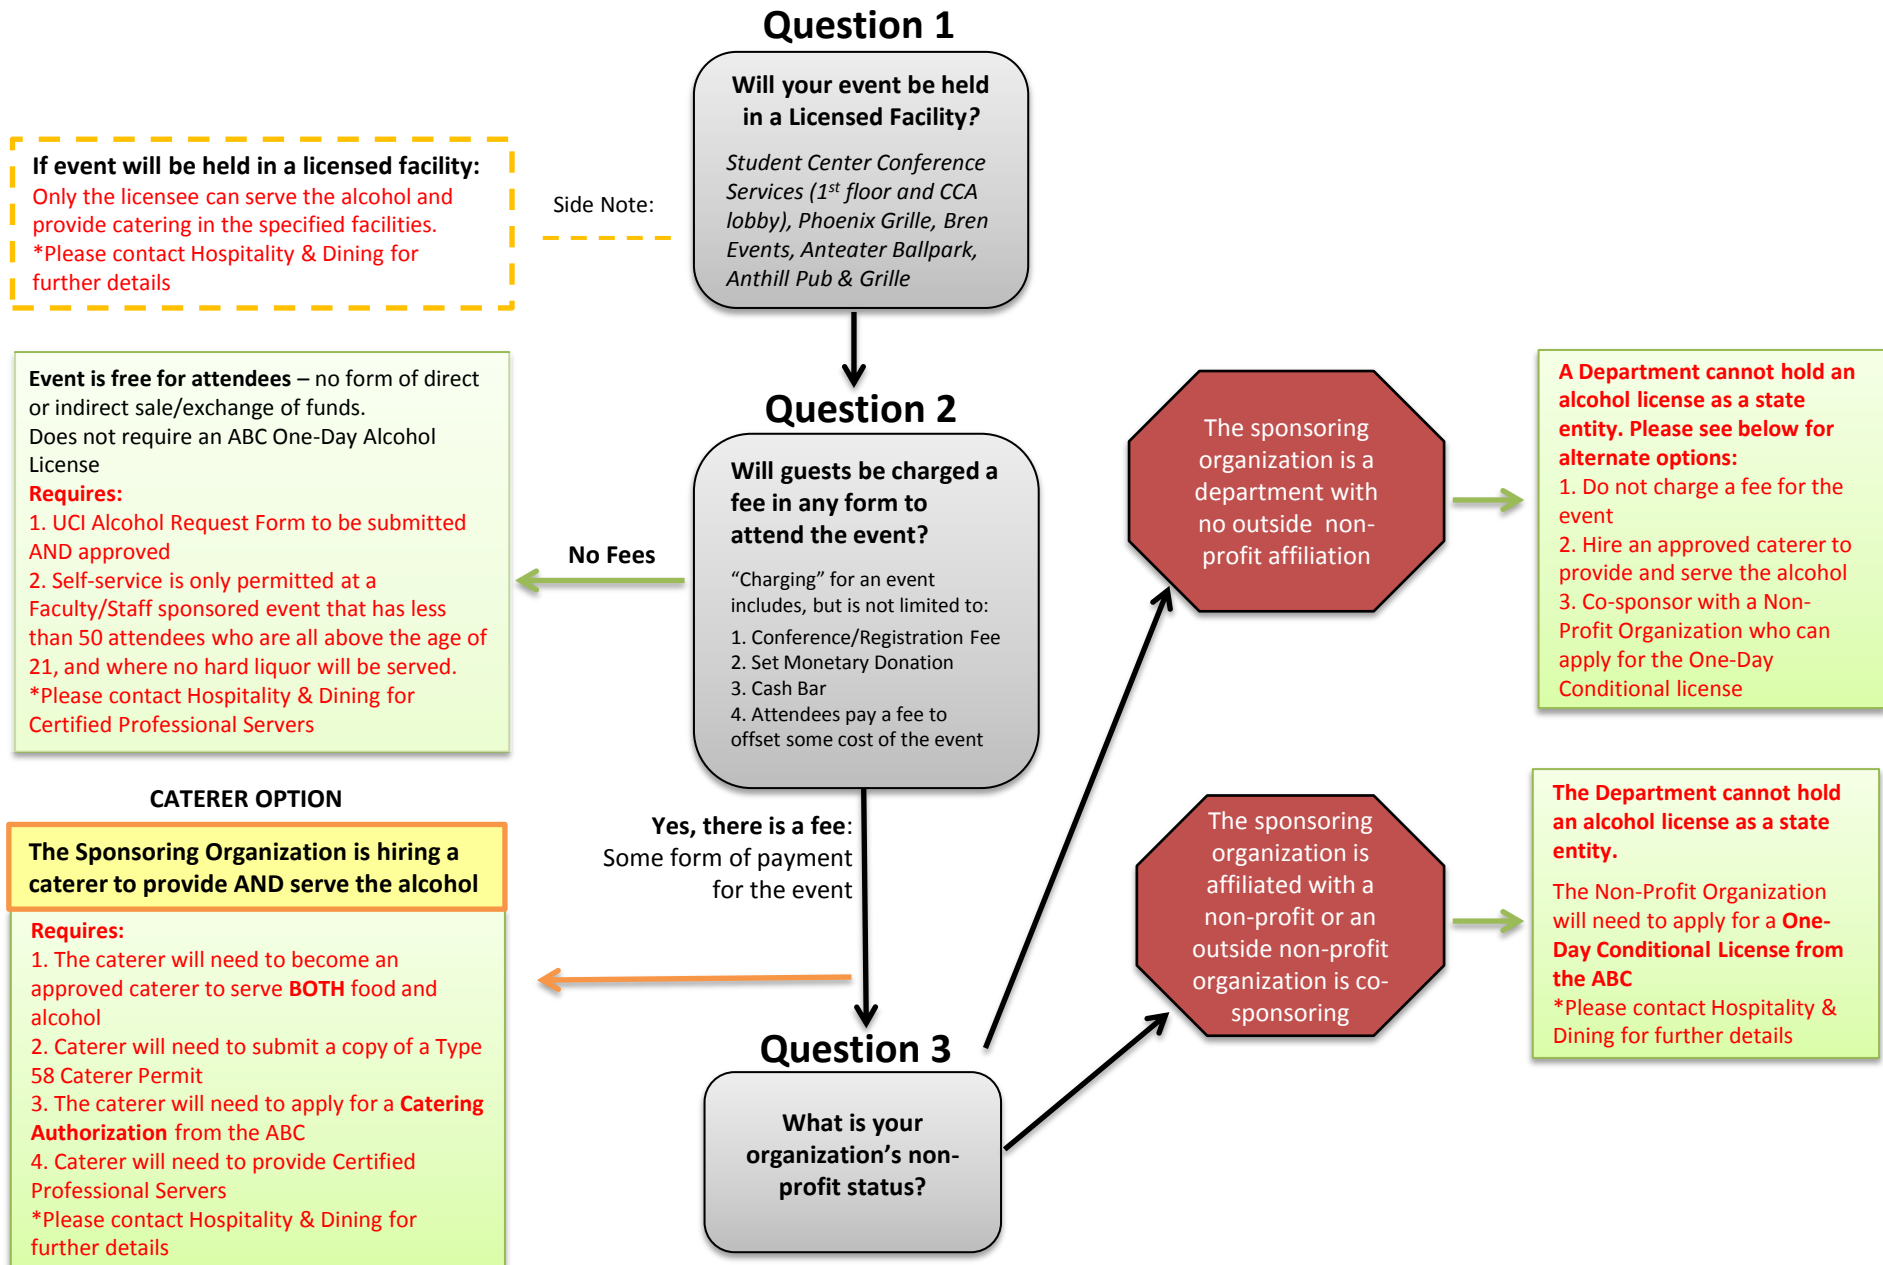 Question 1
Will your event be held
in a Licensed Facility?
Student Center Conference
Services (1st floor and CCA
lobby), Phoenix Grille, Bren
Events, Anteater Ballpark,
Anthill Pub & Grille
Side Note:
If event will be held in a licensed facility:
Only the licensee can serve the alcohol and
provide catering in the specified facilities.
*Please contact Hospitality & Dining for
further details
Question 2
Will guests be charged a
fee in any form to
attend the event?
“Charging” for an event
includes, but is not limited to:
1. Conference/Registration Fee
2. Set Monetary Donation
3. Cash Bar
4. Attendees pay a fee to
offset some cost of the event
No Fees
Event is free for attendees – no form of direct
or indirect sale/exchange of funds.
Does not require an ABC One-Day Alcohol
License
Requires:
1. UCI Alcohol Request Form to be submitted
AND approved
2. Self-service is only permitted at a
Faculty/Staff sponsored event that has less
than 50 attendees who are all above the age of
21, and where no hard liquor will be served.
*Please contact Hospitality & Dining for
Certified Professional Servers
Yes, there is a fee:
Some form of payment
for the event
CATERER OPTION
The Sponsoring Organization is hiring a
caterer to provide AND serve the alcohol
Requires:
1. The caterer will need to become an
approved caterer to serve BOTH food and
alcohol
2. Caterer will need to submit a copy of a Type
58 Caterer Permit
3. The caterer will need to apply for a Catering
Authorization from the ABC
4. Caterer will need to provide Certified
Professional Servers
*Please contact Hospitality & Dining for
further details
Question 3
What is your
organization’s non-
profit status?
The sponsoring
organization is a
department with
no outside non-
profit affiliation
A Department cannot hold an
alcohol license as a state
entity. Please see below for
alternate options:
1. Do not charge a fee for the
event
2. Hire an approved caterer to
provide and serve the alcohol
3. Co-sponsor with a Non-
Profit Organization who can
apply for the One-Day
Conditional license
The sponsoring
organization is
affiliated with a
non-profit or an
outside non-profit
organization is co-
sponsoring
The Department cannot hold
an alcohol license as a state
entity.
The Non-Profit Organization
will need to apply for a One-
Day Conditional License from
the ABC
*Please contact Hospitality &
Dining for further details